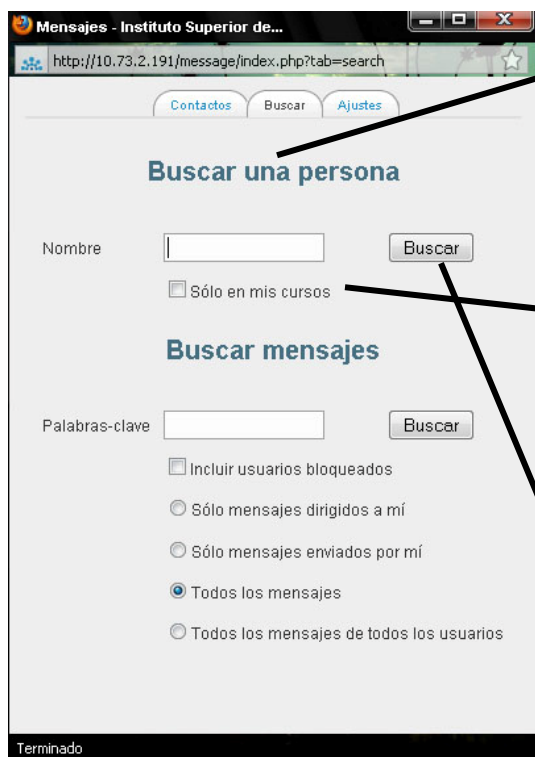 Mensajes - Instituto Superior de...
http://10.73.2.191/message/index.php?tab=search
Contactos Buscar Ajustes
Buscar una persona
Nombre Buscar
Sólo en mis cursos
Buscar mensajes
Palabras-clave Buscar
Incluir usuarios bloqueados
Sólo mensajes dirigidos a mí
Sólo mensajes enviados por mí
Todos los mensajes
Todos los mensajes de todos los usuarios
Terminado